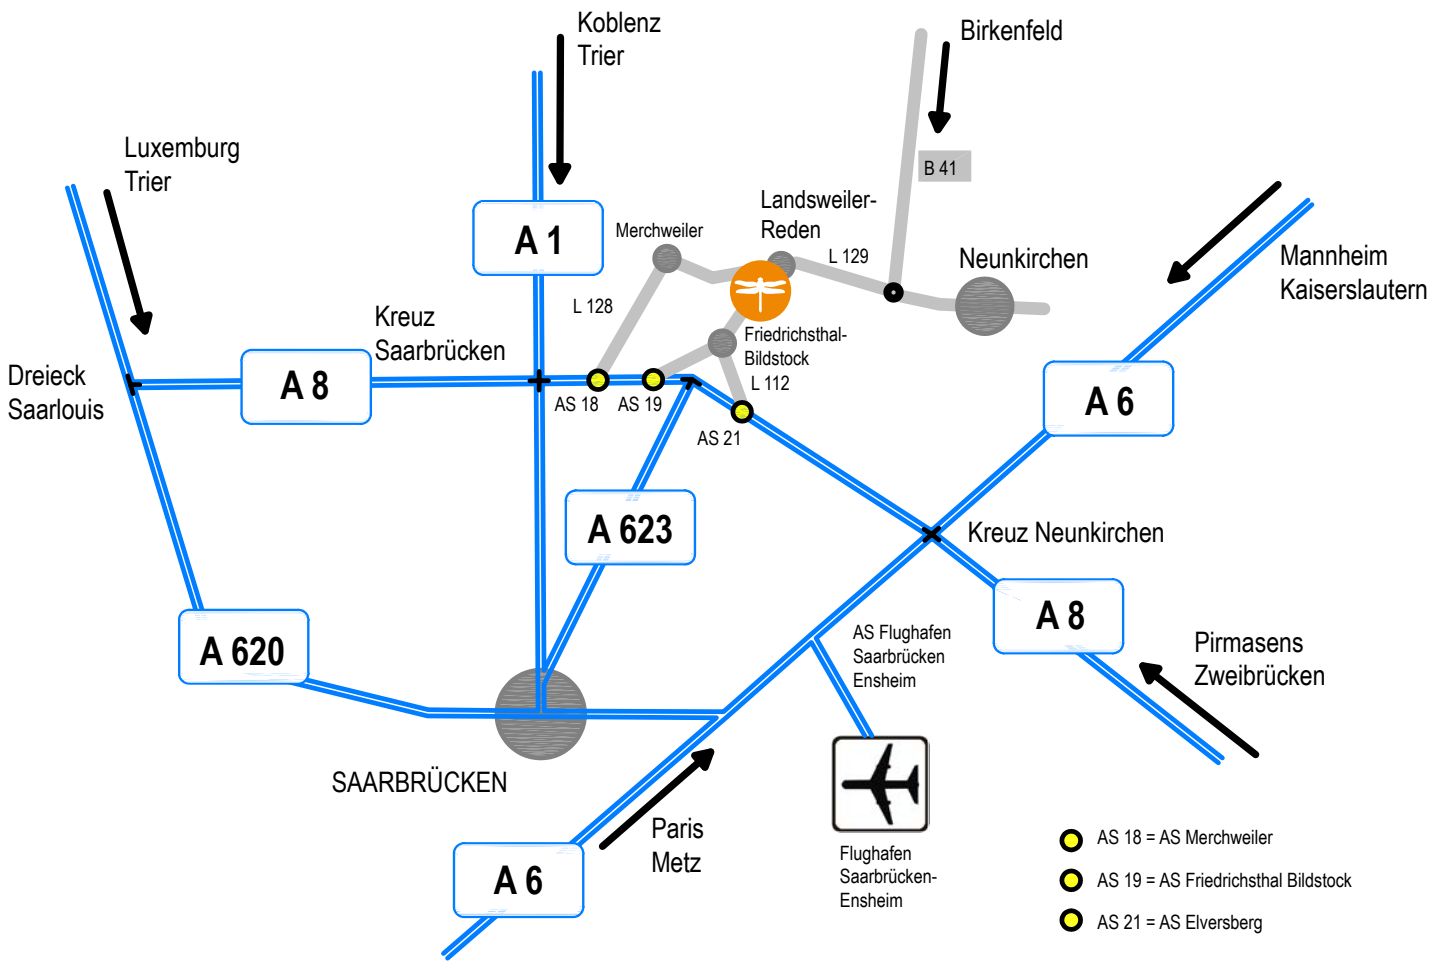 Koblenz
Trier
Birkenfeld
Luxemburg
Trier
B 41
Landsweiler-
Reden
A 1
Merchweiler
L 129
Neunkirchen
Mannheim
Kaiserslautern
L 128
Kreuz
Saarbrücken
Friedrichsthal-
Bildstock
Dreieck
Saarlouis
A 8
L 112
A 6
AS 18
AS 19
AS 21
A 623
Kreuz Neunkirchen
A 8
A 620
AS Flughafen
Saarbrücken
Ensheim
Pirmasens
Zweibrücken
SAARBRÜCKEN
Paris
Metz
A 6
Flughafen
Saarbrücken-
Ensheim
AS 18 = AS Merchweiler
AS 19 = AS Friedrichsthal Bildstock
AS 21 = AS Elversberg